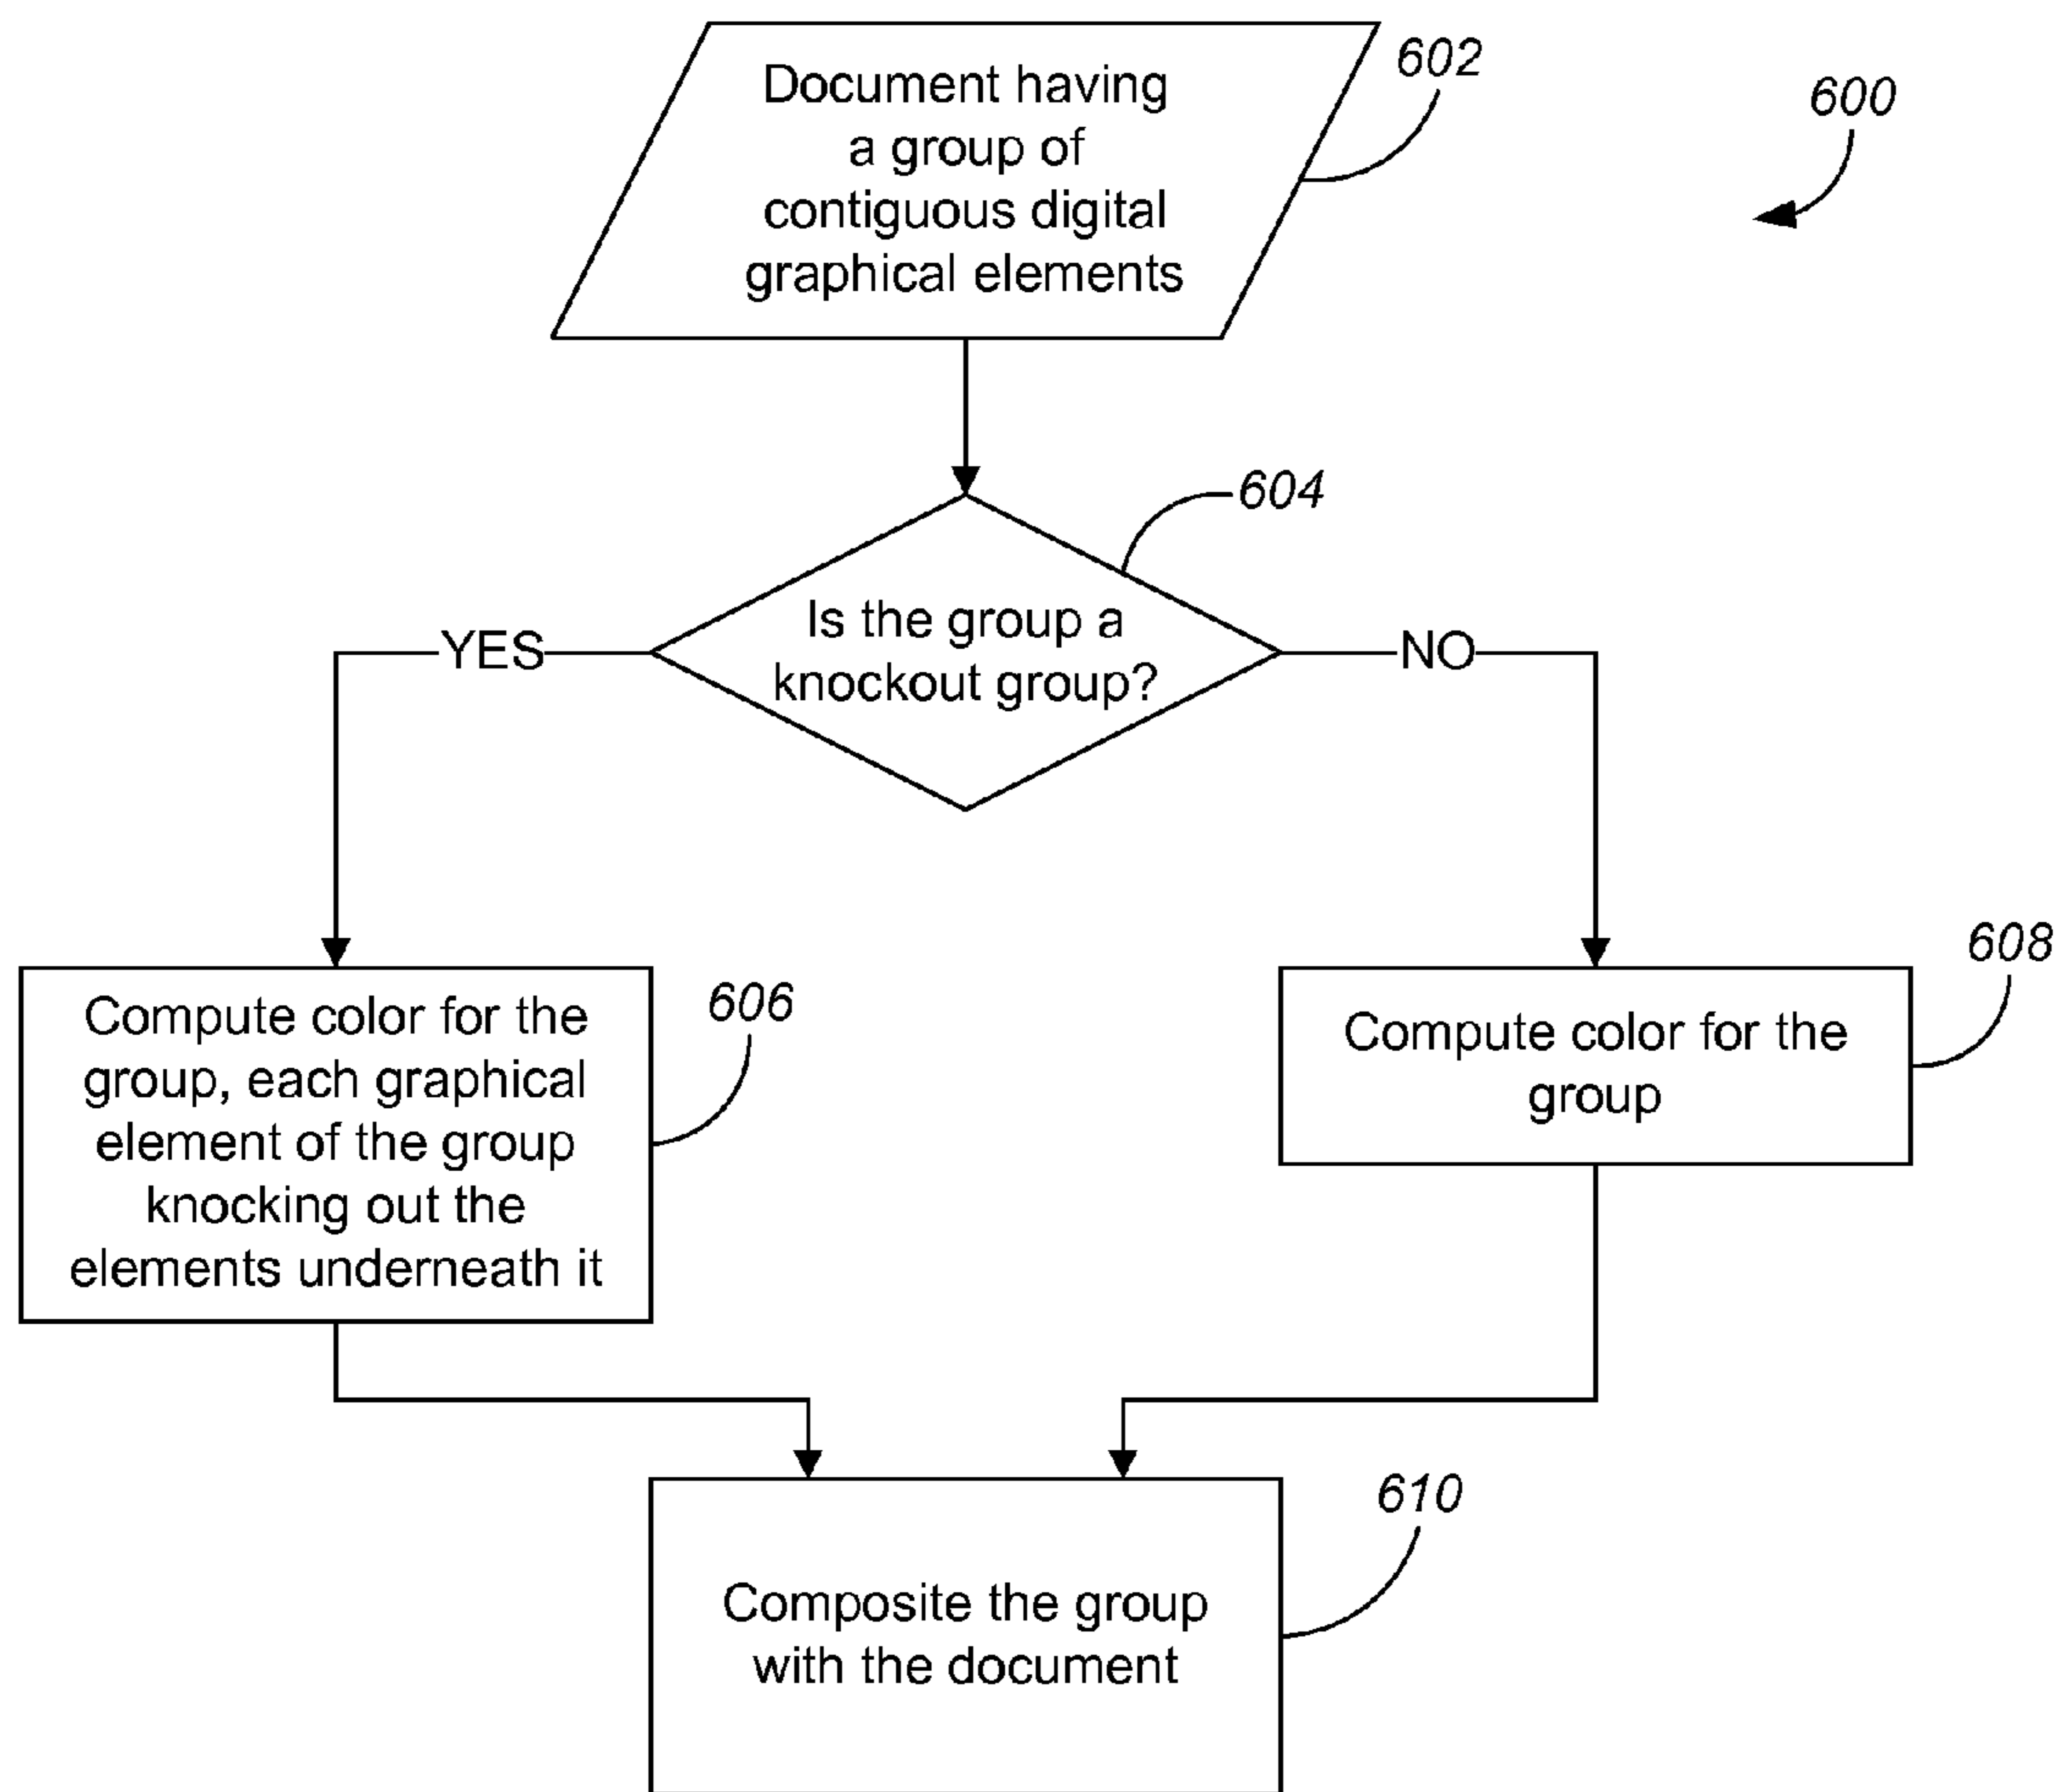 Document having
a group of
contiguous digital
graphical elements
602
600
604
Is the group a
knockout group?
YES
NO
Compute color for the
group, each graphical
element of the group
knocking out the
elements underneath it
606
Compute color for the
group
608
Composite the group
with the document
610